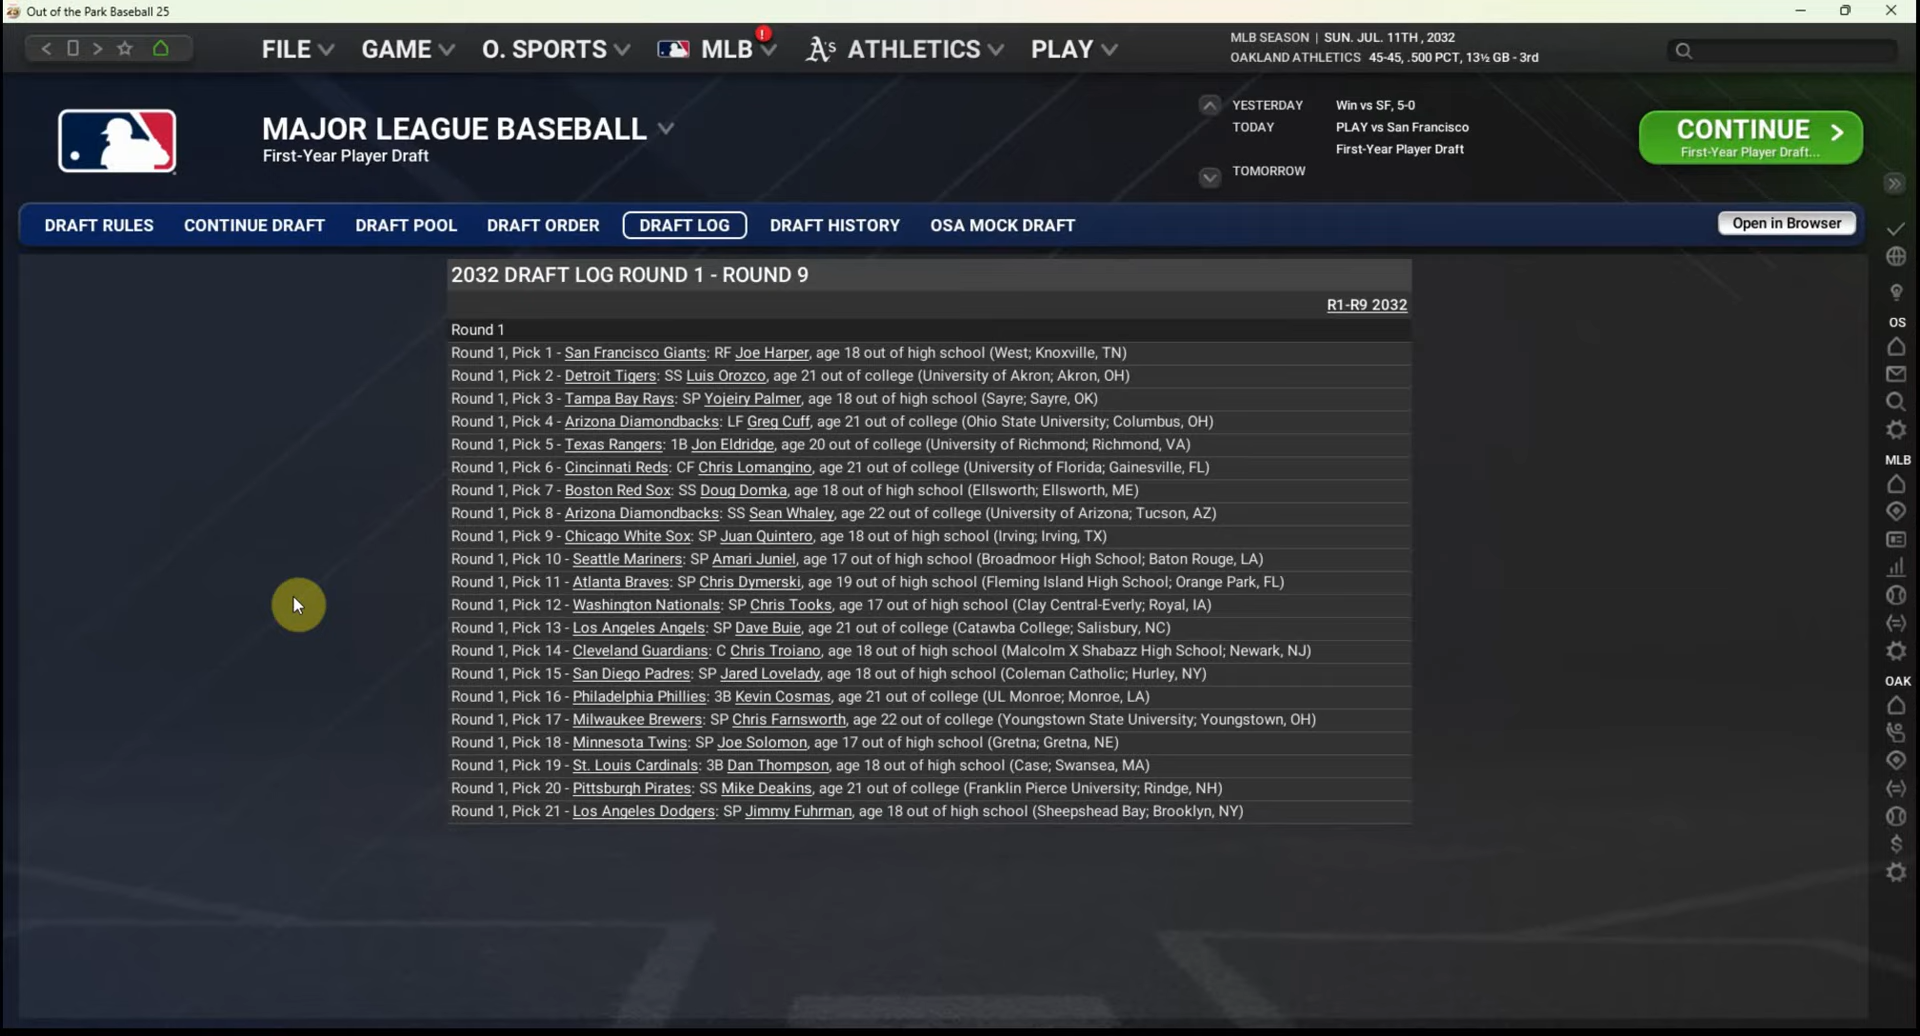 Out of the Park Baseball 25
FILE GAME O. SPORTS MLB ! A's ATHLETICS PLAY
MLB SEASON | SUN. JUL. 11TH, 2032
OAKLAND ATHLETICS 45-45, .500 PCT, 13½ GB - 3rd
MAJOR LEAGUE BASEBALL
First-Year Player Draft
YESTERDAY Win vs SF, 5-0
TODAY PLAY vs San Francisco
First-Year Player Draft
TOMORROW
CONTINUE
First-Year Player Draft...
DRAFT RULES CONTINUE DRAFT DRAFT POOL DRAFT ORDER DRAFT LOG DRAFT HISTORY OSA MOCK DRAFT Open in Browser
2032 DRAFT LOG ROUND 1 - ROUND 9
R1-R9 2032
Round 1
Round 1, Pick 1 - San Francisco Giants: RF Joe Harper, age 18 out of high school (West; Knoxville, TN)
Round 1, Pick 2 - Detroit Tigers: SS Luis Orozco, age 21 out of college (University of Akron; Akron, OH)
Round 1, Pick 3 - Tampa Bay Rays: SP Yojeiry Palmer, age 18 out of high school (Sayre; Sayre, OK)
Round 1, Pick 4 - Arizona Diamondbacks: LF Greg Cuff, age 21 out of college (Ohio State University; Columbus, OH)
Round 1, Pick 5 - Texas Rangers: 1B Jon Eldridge, age 20 out of college (University of Richmond; Richmond, VA)
Round 1, Pick 6 - Cincinnati Reds: CF Chris Lomangino, age 21 out of college (University of Florida; Gainesville, FL)
Round 1, Pick 7 - Boston Red Sox: SS Doug Domka, age 18 out of high school (Ellsworth; Ellsworth, ME)
Round 1, Pick 8 - Arizona Diamondbacks: SS Sean Whaley, age 22 out of college (University of Arizona; Tucson, AZ)
Round 1, Pick 9 - Chicago White Sox: SP Juan Quintero, age 18 out of high school (Irving; Irving, TX)
Round 1, Pick 10 - Seattle Mariners: SP Amari Juniel, age 17 out of high school (Broadmoor High School; Baton Rouge, LA)
Round 1, Pick 11 - Atlanta Braves: SP Chris Dymerski, age 19 out of high school (Fleming Island High School; Orange Park, FL)
Round 1, Pick 12 - Washington Nationals: SP Chris Tooks, age 17 out of high school (Clay Central-Everly; Royal, IA)
Round 1, Pick 13 - Los Angeles Angels: SP Dave Buie, age 21 out of college (Catawba College; Salisbury, NC)
Round 1, Pick 14 - Cleveland Guardians: C Chris Troiano, age 18 out of high school (Malcolm X Shabazz High School; Newark, NJ)
Round 1, Pick 15 - San Diego Padres: SP Jared Lovelady, age 18 out of high school (Coleman Catholic; Hurley, NY)
Round 1, Pick 16 - Philadelphia Phillies: 3B Kevin Cosmas, age 21 out of college (UL Monroe; Monroe, LA)
Round 1, Pick 17 - Milwaukee Brewers: SP Chris Farnsworth, age 22 out of college (Youngstown State University; Youngstown, OH)
Round 1, Pick 18 - Minnesota Twins: SP Joe Solomon, age 17 out of high school (Gretna; Gretna, NE)
Round 1, Pick 19 - St. Louis Cardinals: 3B Dan Thompson, age 18 out of high school (Case; Swansea, MA)
Round 1, Pick 20 - Pittsburgh Pirates: SS Mike Deakins, age 21 out of college (Franklin Pierce University; Rindge, NH)
Round 1, Pick 21 - Los Angeles Dodgers: SP Jimmy Fuhrman, age 18 out of high school (Sheepshead Bay; Brooklyn, NY)
OS
MLB
OAK